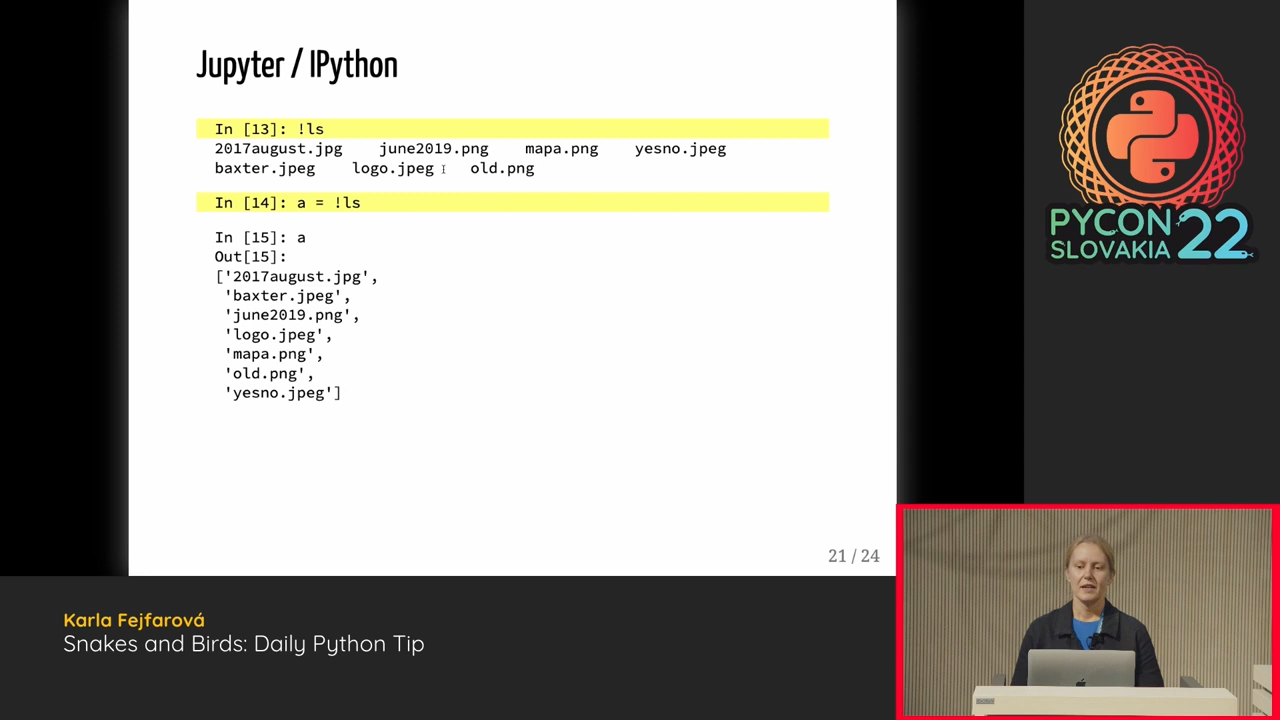 Jupyter / IPython
In [13]: !ls
2017august.jpg june2019.png mapa.png yesno.jpeg
baxter.jpeg logo.jpeg old.png
In [14]: a = !ls
In [15]: a
Out[15]:
['2017august.jpg',
'baxter.jpeg',
'june2019.png',
'logo.jpeg',
'mapa.png',
'old.png',
'yesno.jpeg']
21 / 24
PYCON 22
SLOVAKIA
Karla Fejfarová
Snakes and Birds: Daily Python Tip